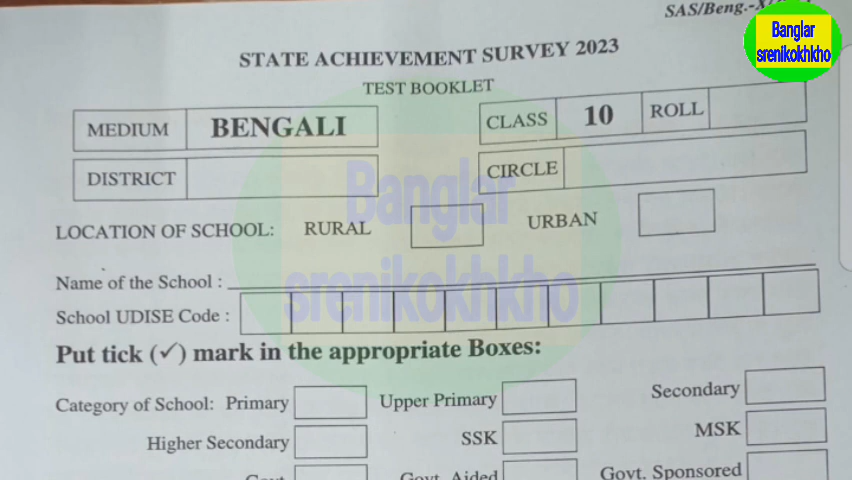 SAS/Beng.-X/
Banglar
srenikokhkho
STATE ACHIEVEMENT SURVEY 2023
TEST BOOKLET
MEDIUM BENGALI CLASS 10 ROLL
DISTRICT CIRCLE
Banglar
srenikokhkho
LOCATION OF SCHOOL: RURAL URBAN
Name of the School :
School UDISE Code :
Put tick (✓) mark in the appropriate Boxes:
Category of School: Primary Upper Primary Secondary
Higher Secondary SSK MSK
Govt. Govt. Aided Govt. Sponsored